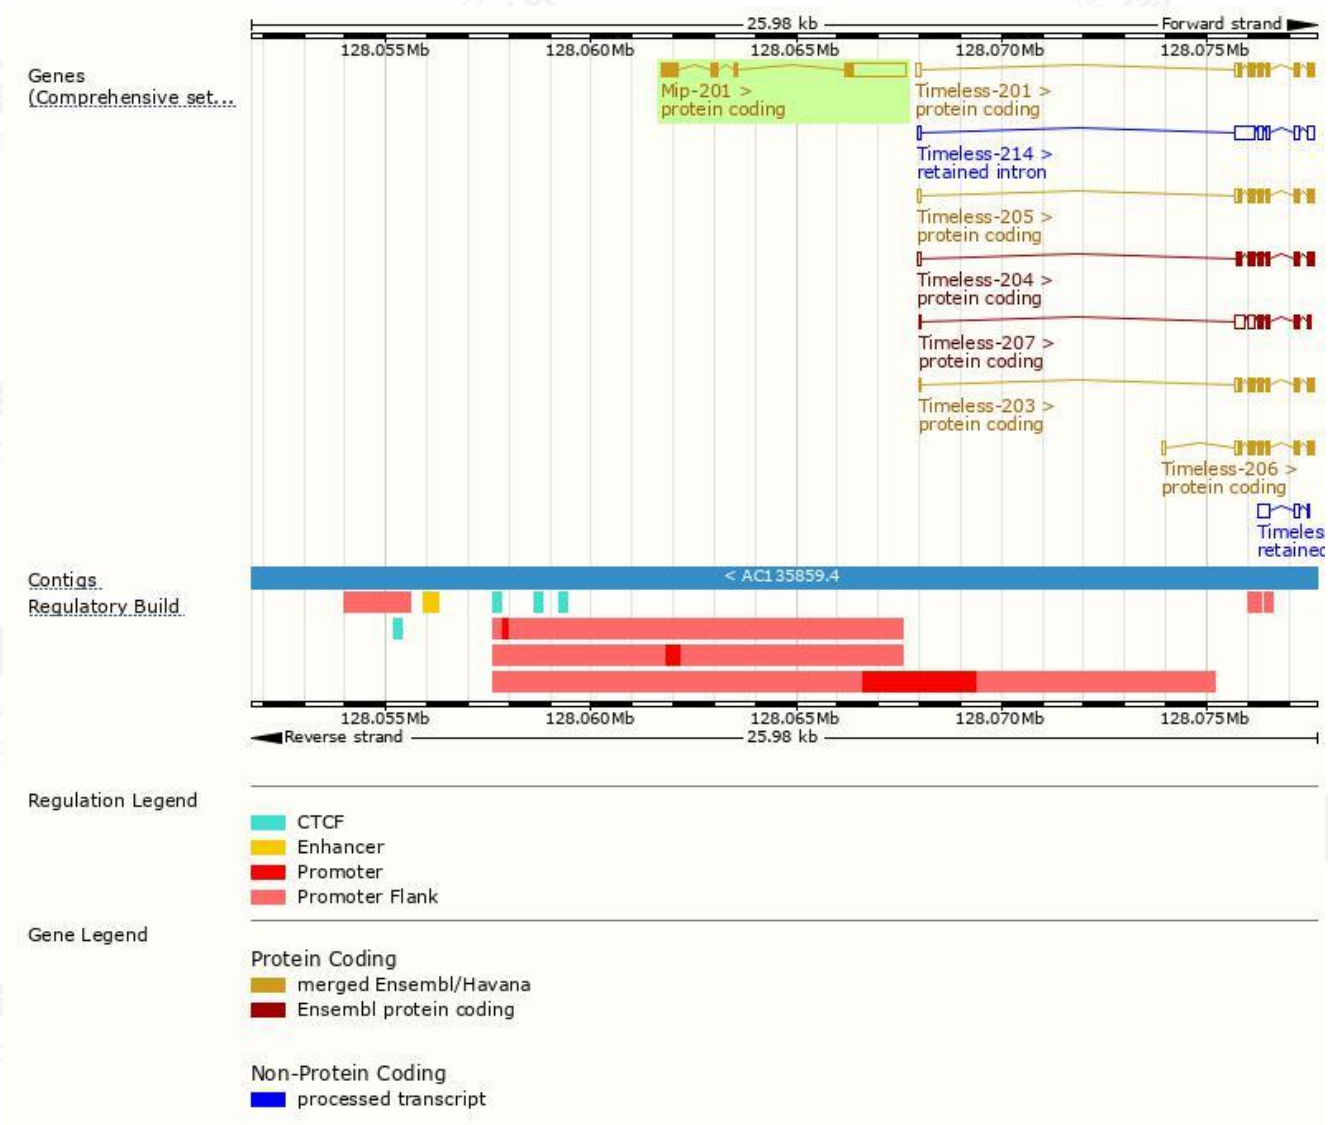 25.98 kb
Forward strand
128.055Mb 128.060Mb 128.065Mb 128.070Mb 128.075Mb
Genes
(Comprehensive set...
Mip-201 >
protein coding
Timeless-201 >
protein coding
Timeless-214 >
retained intron
Timeless-205 >
protein coding
Timeless-204 >
protein coding
Timeless-207 >
protein coding
Timeless-203 >
protein coding
Timeless-206 >
protein coding
Timeles
retained
Contigs
< AC135859.4
Regulatory Build
128.055Mb 128.060Mb 128.065Mb 128.070Mb 128.075Mb
Reverse strand
25.98 kb
Regulation Legend
CTCF
Enhancer
Promoter
Promoter Flank
Gene Legend
Protein Coding
merged Ensembl/Havana
Ensembl protein coding
Non-Protein Coding
processed transcript